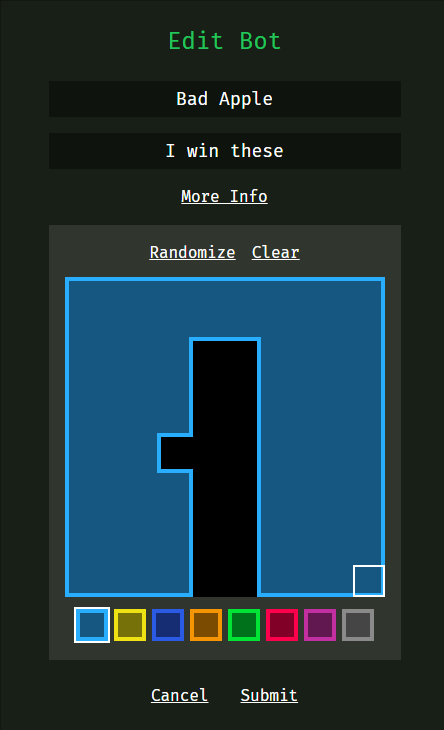 Edit Bot
Bad Apple
I win these
More Info
Randomize Clear
Cancel Submit